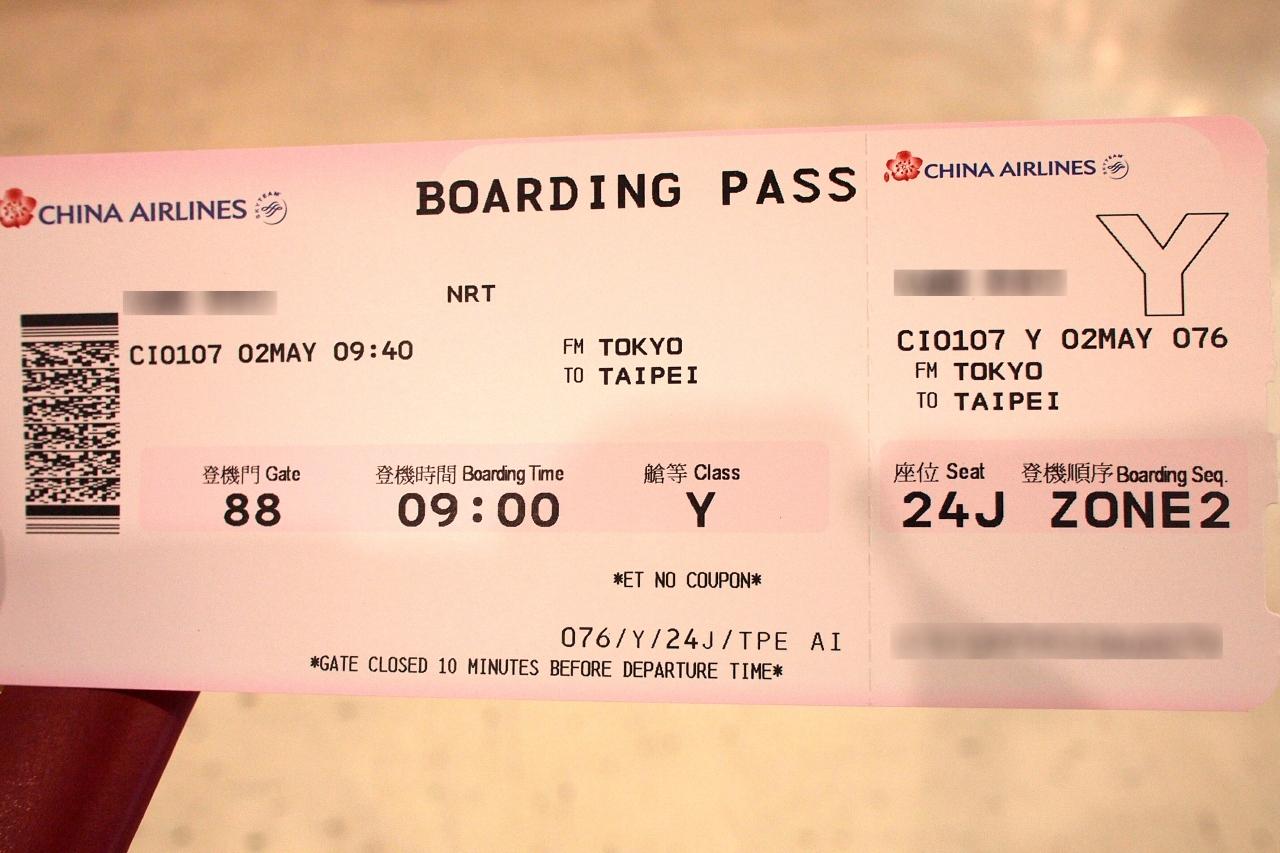 CHINA AIRLINES SKYTEAM
BOARDING PASS
NRT
CI0107 02MAY 09:40
FM TOKYO
TO TAIPEI
登機門 Gate
88
登機時間 Boarding Time
09:00
艙等 Class
Y
*ET NO COUPON*
076/Y/24J/TPE AI
*GATE CLOSED 10 MINUTES BEFORE DEPARTURE TIME*
CHINA AIRLINES
Y
CI0107 Y 02MAY 076
FM TOKYO
TO TAIPEI
座位 Seat
24J
登機順序 Boarding Seq.
ZONE2